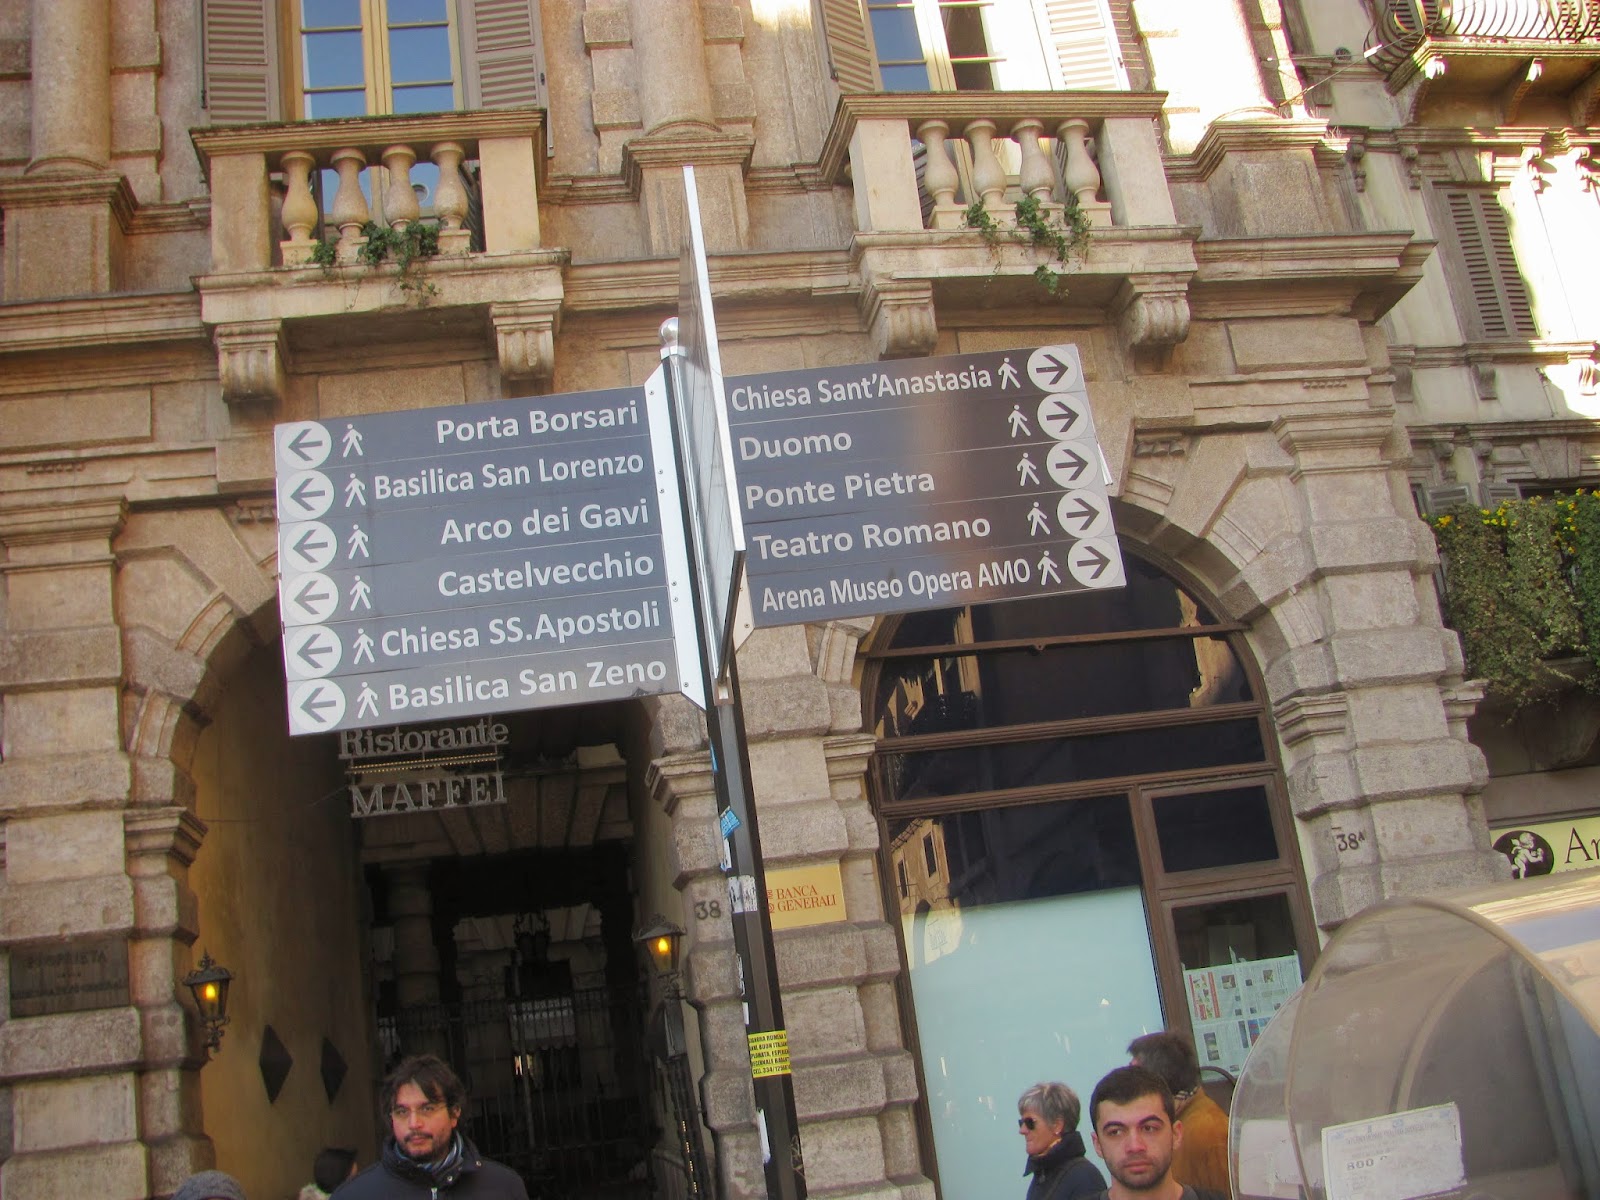 Porta Borsari
Basilica San Lorenzo
Arco dei Gavi
Castelvecchio
Chiesa SS.Apostoli
Basilica San Zeno
Chiesa Sant'Anastasia
Duomo
Ponte Pietra
Teatro Romano
Arena Museo Opera AMO
Ristorante
MAFFEI
38
BANCA
GENERALI
38A